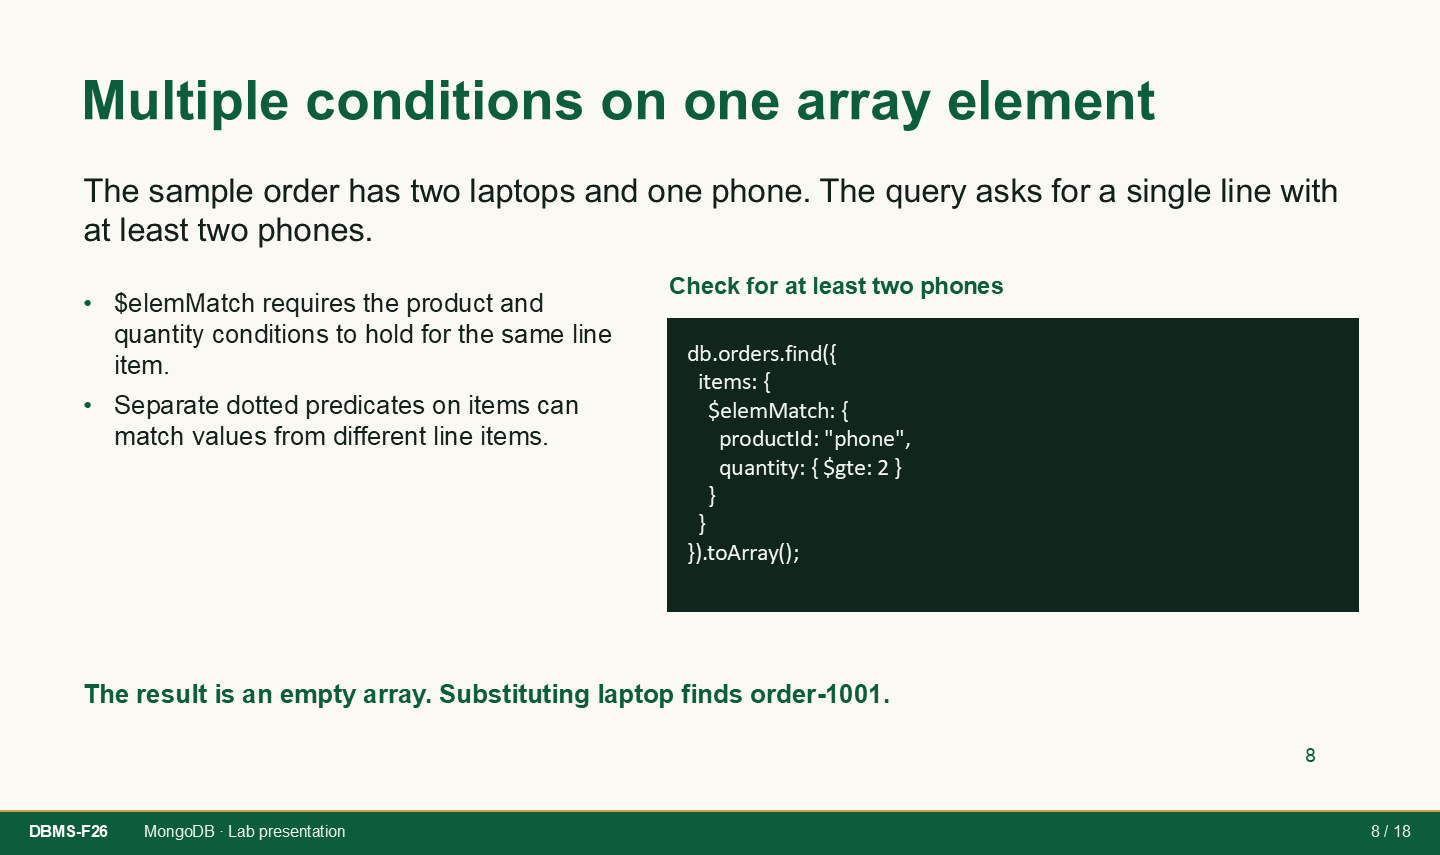 Multiple conditions on one array element
The sample order has two laptops and one phone. The query asks for a single line with
at least two phones.
• $elemMatch requires the product and
quantity conditions to hold for the same line
item.
• Separate dotted predicates on items can
match values from different line items.
Check for at least two phones
db.orders.find({
  items: {
    $elemMatch: {
      productId: "phone",
      quantity: { $gte: 2 }
    }
  }
}).toArray();
The result is an empty array. Substituting laptop finds order-1001.
8
DBMS-F26 MongoDB · Lab presentation 8 / 18